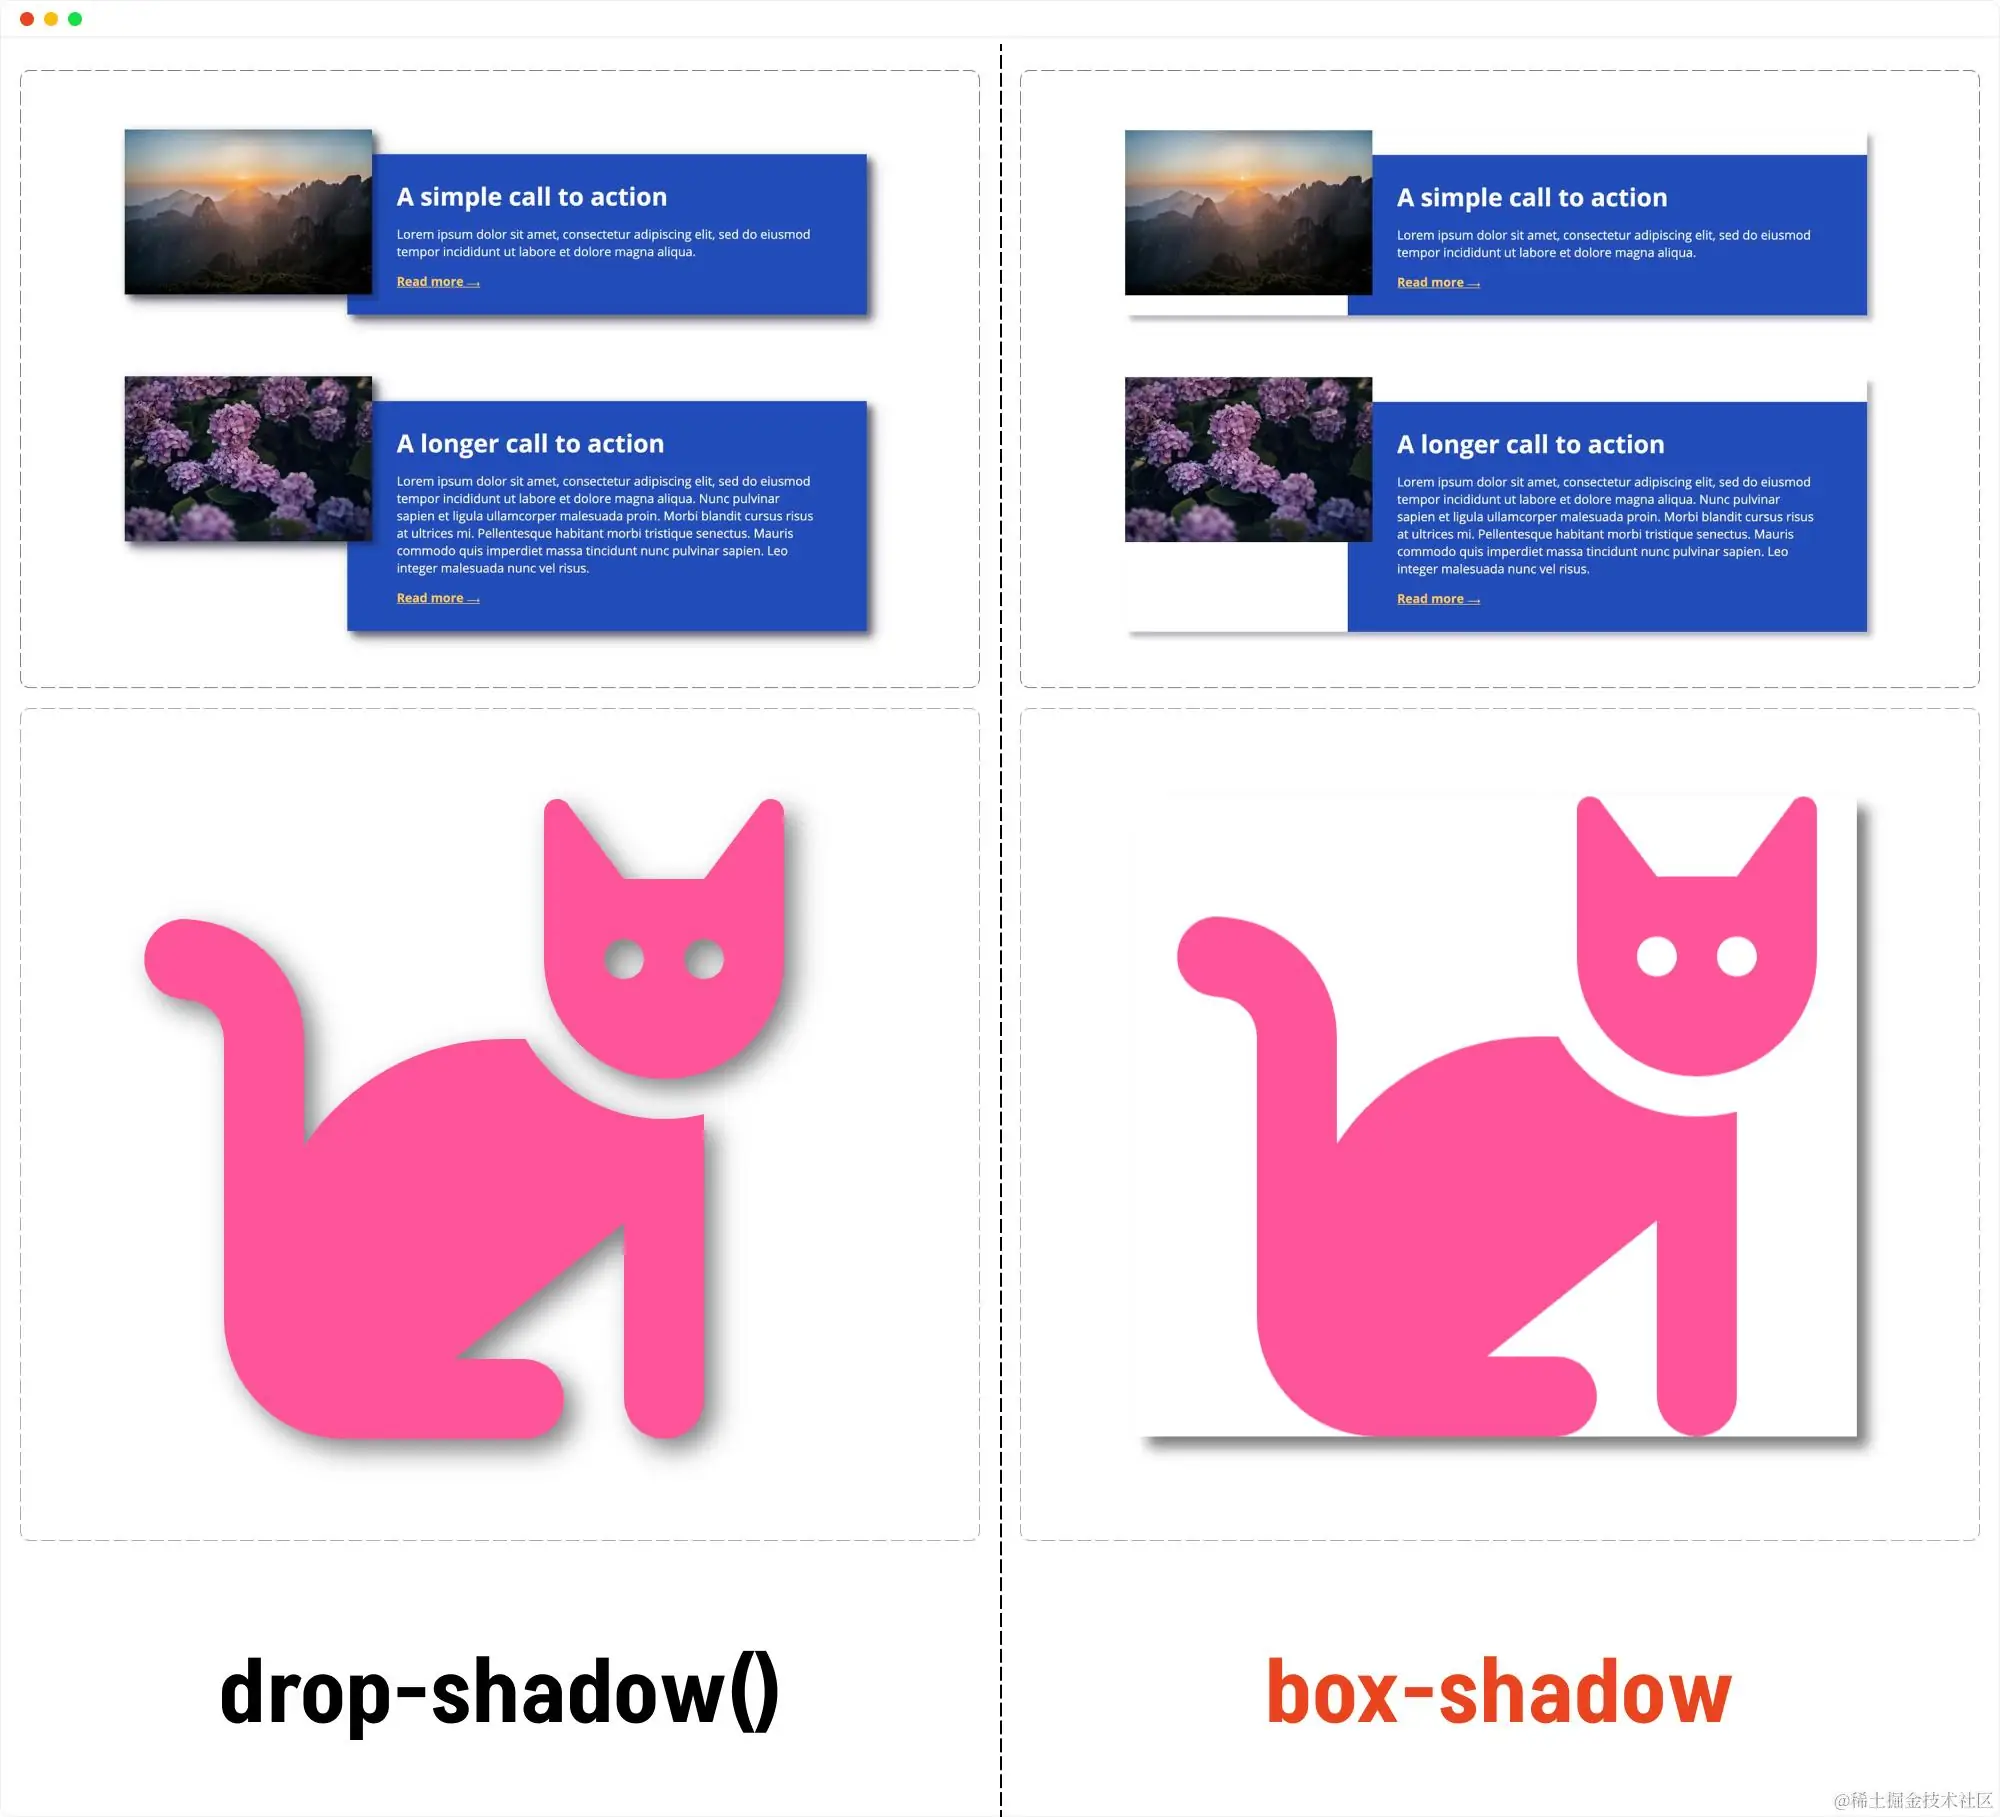 A simple call to action
Lorem ipsum dolor sit amet, consectetur adipiscing elit, sed do eiusmod
tempor incididunt ut labore et dolore magna aliqua.
Read more →
A longer call to action
Lorem ipsum dolor sit amet, consectetur adipiscing elit, sed do eiusmod
tempor incididunt ut labore et dolore magna aliqua. Nunc pulvinar
sapien et ligula ullamcorper malesuada proin. Morbi blandit cursus risus
at ultrices mi. Pellentesque habitant morbi tristique senectus. Mauris
commodo quis imperdiet massa tincidunt nunc pulvinar sapien. Leo
integer malesuada nunc vel risus.
Read more →
A simple call to action
Lorem ipsum dolor sit amet, consectetur adipiscing elit, sed do eiusmod
tempor incididunt ut labore et dolore magna aliqua.
Read more →
A longer call to action
Lorem ipsum dolor sit amet, consectetur adipiscing elit, sed do eiusmod
tempor incididunt ut labore et dolore magna aliqua. Nunc pulvinar
sapien et ligula ullamcorper malesuada proin. Morbi blandit cursus risus
at ultrices mi. Pellentesque habitant morbi tristique senectus. Mauris
commodo quis imperdiet massa tincidunt nunc pulvinar sapien. Leo
integer malesuada nunc vel risus.
Read more →
drop-shadow()
box-shadow
@稀土掘金技术社区